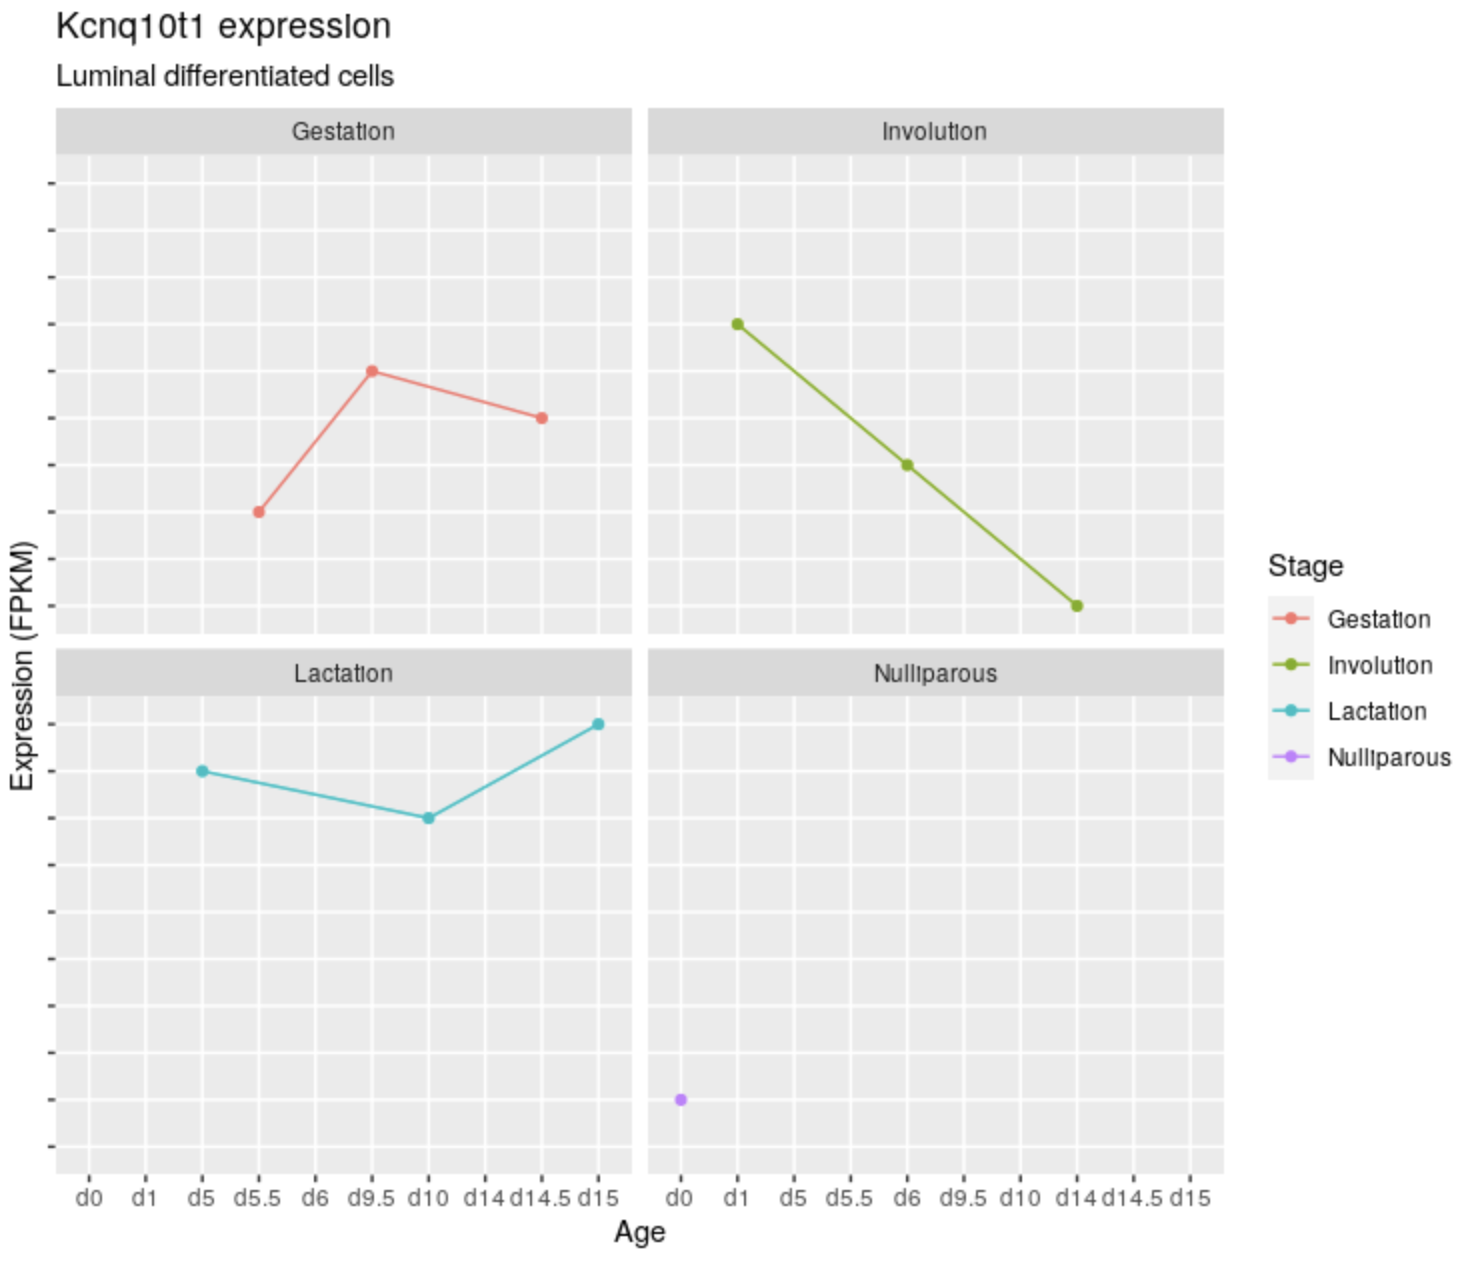 Kcnq10t1 expression
Luminal differentiated cells
Gestation
Involution
Lactation
Nulliparous
Expression (FPKM)
d0 d1 d5 d5.5 d6 d9.5 d10 d14 d14.5 d15
d0 d1 d5 d5.5 d6 d9.5 d10 d14 d14.5 d15
Age
Stage
Gestation
Involution
Lactation
Nulliparous